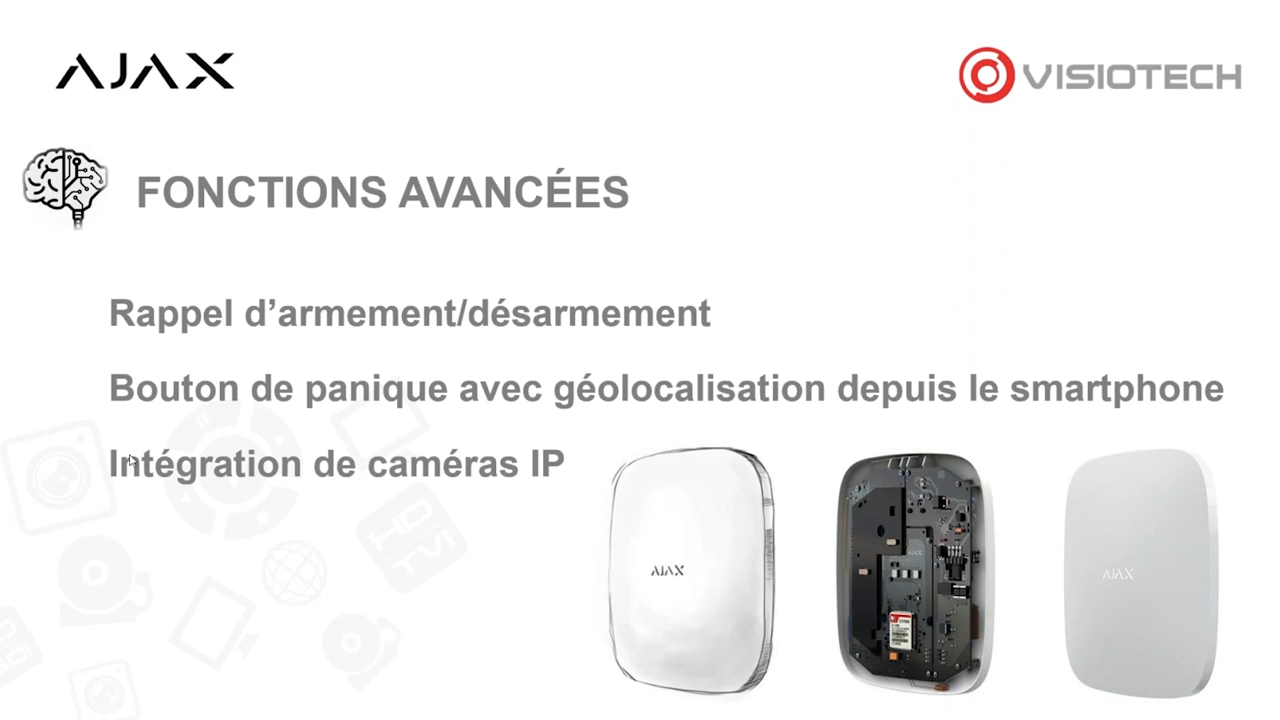 AJAX
VISIOTECH
FONCTIONS AVANCÉES
Rappel d’armement/désarmement
Bouton de panique avec géolocalisation depuis le smartphone
Intégration de caméras IP
AJAX
AJAX
AJAX